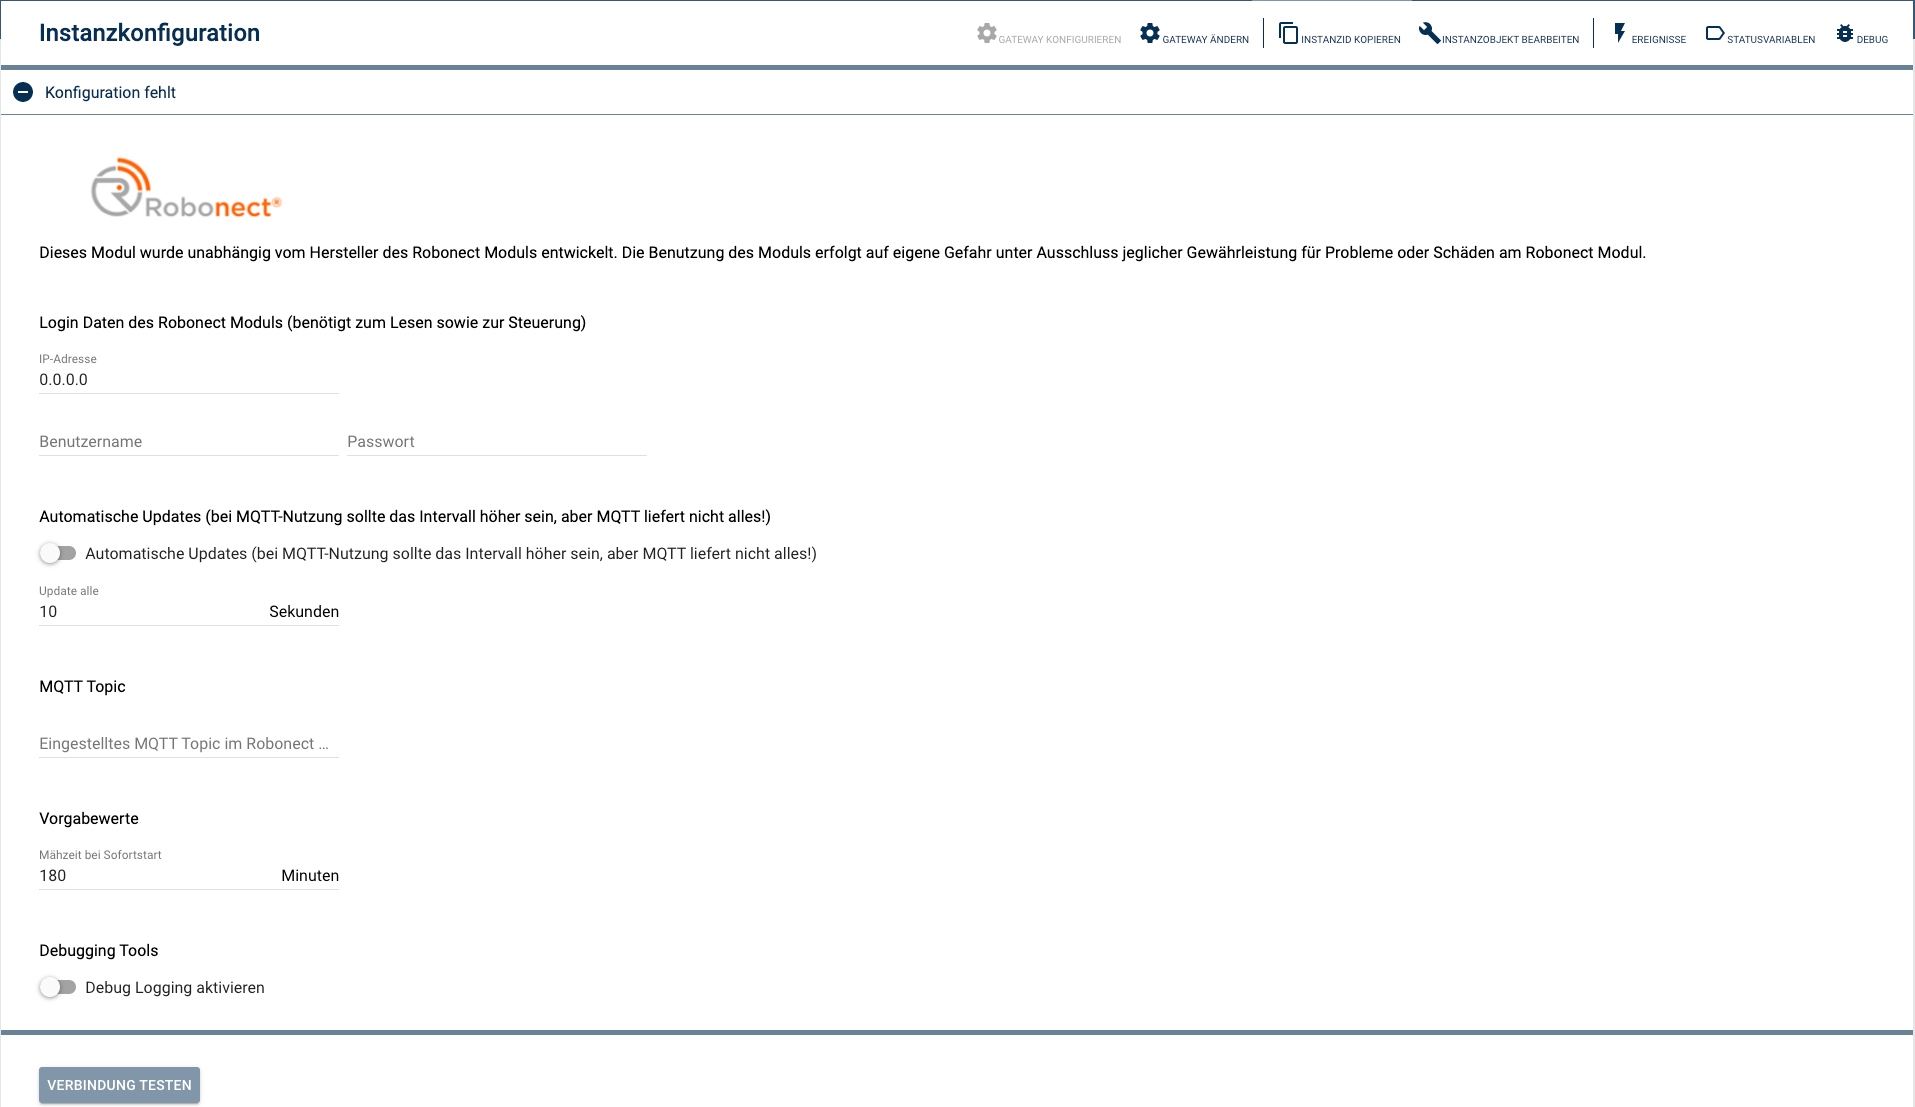 Instanzkonfiguration
GATEWAY KONFIGURIEREN GATEWAY ÄNDERN INSTANZID KOPIEREN INSTANZOBJEKT BEARBEITEN EREIGNISSE STATUSVARIABLEN DEBUG
Konfiguration fehlt
Robonect®
Dieses Modul wurde unabhängig vom Hersteller des Robonect Moduls entwickelt. Die Benutzung des Moduls erfolgt auf eigene Gefahr unter Ausschluss jeglicher Gewährleistung für Probleme oder Schäden am Robonect Modul.
Login Daten des Robonect Moduls (benötigt zum Lesen sowie zur Steuerung)
IP-Adresse
0.0.0.0
Benutzername Passwort
Automatische Updates (bei MQTT-Nutzung sollte das Intervall höher sein, aber MQTT liefert nicht alles!)
Automatische Updates (bei MQTT-Nutzung sollte das Intervall höher sein, aber MQTT liefert nicht alles!)
Update alle
10 Sekunden
MQTT Topic
Eingestelltes MQTT Topic im Robonect ...
Vorgabewerte
Mähzeit bei Sofortstart
180 Minuten
Debugging Tools
Debug Logging aktivieren
VERBINDUNG TESTEN